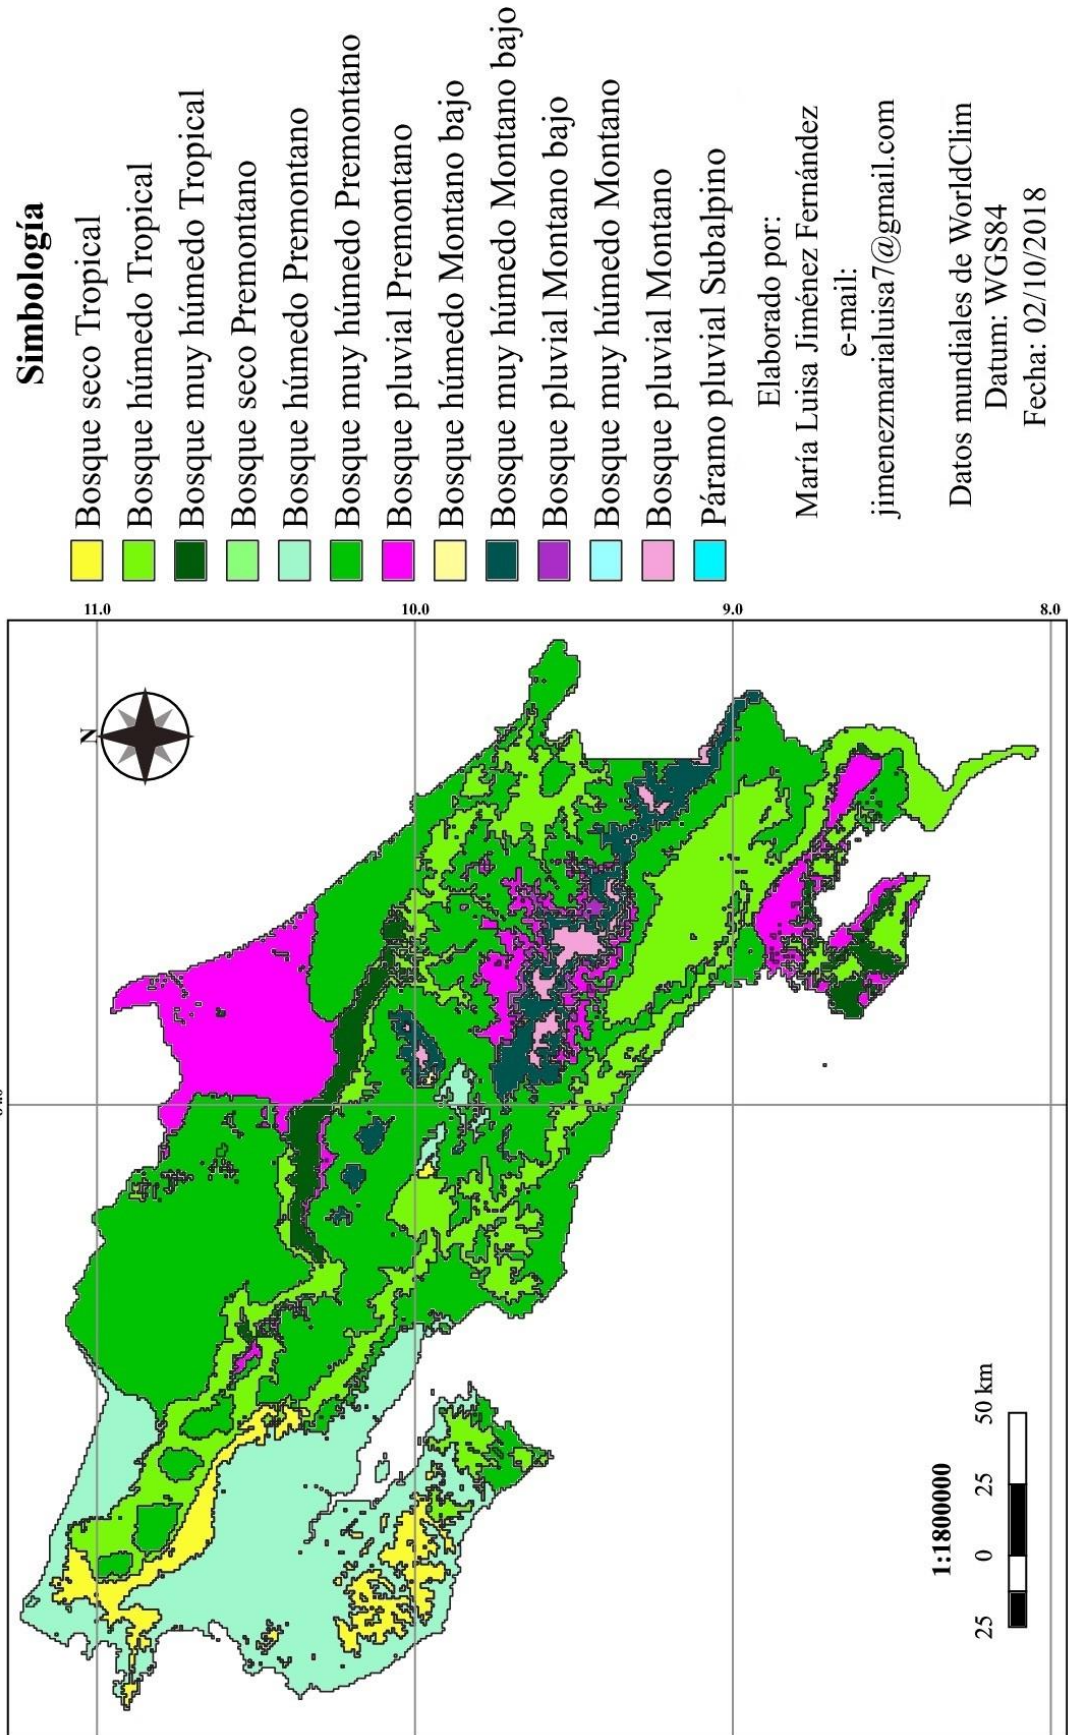 Simbología
Bosque seco Tropical
Bosque húmedo Tropical
Bosque muy húmedo Tropical
Bosque seco Premontano
Bosque húmedo Premontano
Bosque muy húmedo Premontano
Bosque pluvial Premontano
Bosque húmedo Montano bajo
Bosque muy húmedo Montano bajo
Bosque pluvial Montano bajo
Bosque muy húmedo Montano
Bosque pluvial Montano
Páramo pluvial Subalpino
Elaborado por:
María Luisa Jinénez Fernández
e-mail:
jimenezmarialuisa7@gmail.com
Datos mundiales de WorldClim
Datum: WGS84
Fecha: 02/10/2018
11.0
10.0
9.0
8.0
N
1:1800000
25 0 25 50 km